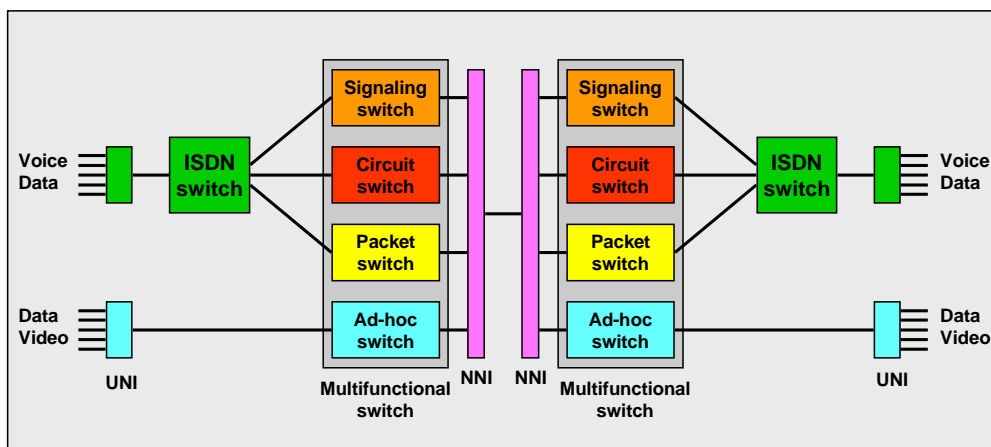 Signaling
switch
Signaling
switch
Voice
Data
ISDN
switch
Circuit
switch
Circuit
switch
ISDN
switch
Voice
Data
Packet
switch
Packet
switch
Data
Video
Ad-hoc
switch
Ad-hoc
switch
Data
Video
UNI
Multifunctional
switch
NNI
NNI
Multifunctional
switch
UNI